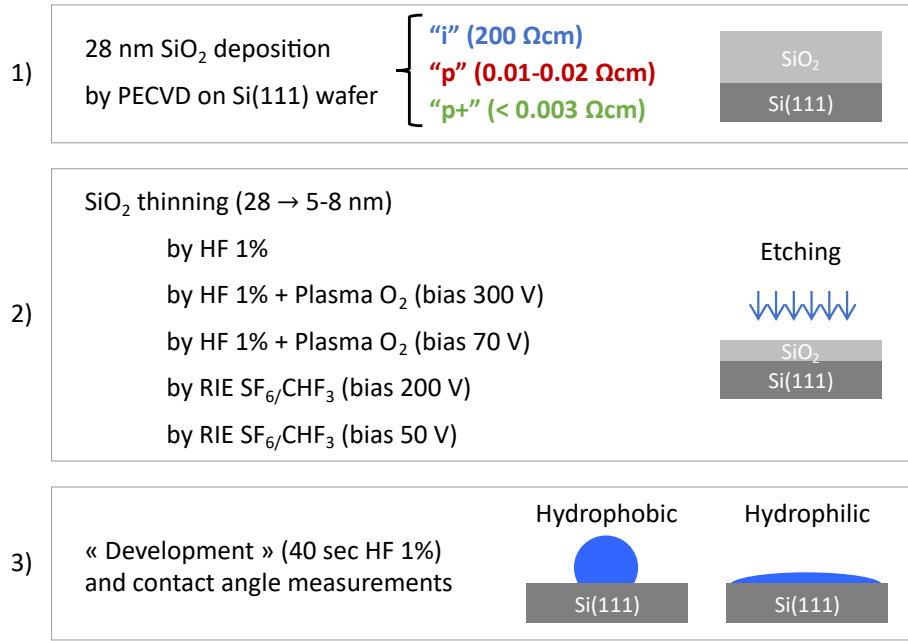 1)
28 nm SiO₂ deposition
by PECVD on Si(111) wafer
“i” (200 Ωcm)
“p” (0.01-0.02 Ωcm)
“p+” (< 0.003 Ωcm)
SiO₂
Si(111)
2)
SiO₂ thinning (28 → 5-8 nm)
by HF 1%
by HF 1% + Plasma O₂ (bias 300 V)
by HF 1% + Plasma O₂ (bias 70 V)
by RIE SF₆/CHF₃ (bias 200 V)
by RIE SF₆/CHF₃ (bias 50 V)
Etching
SiO₂
Si(111)
3)
« Development » (40 sec HF 1%)
and contact angle measurements
Hydrophobic
Si(111)
Hydrophilic
Si(111)